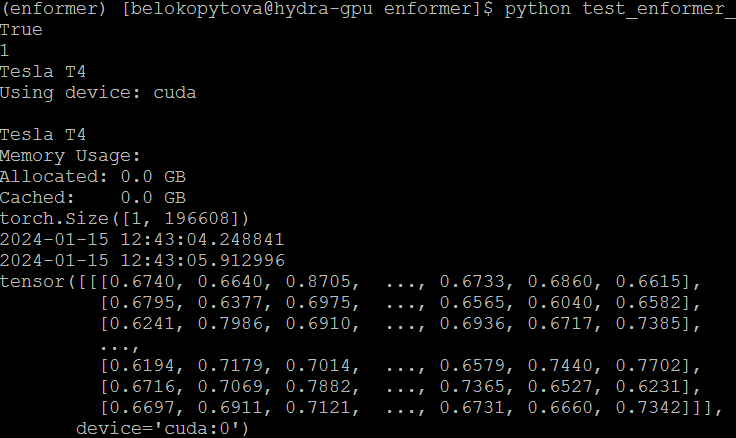 (enformer) [belokopytova@hydra-gpu enformer]$ python test_enformer_
True
1
Tesla T4
Using device: cuda
Tesla T4
Memory Usage:
Allocated: 0.0 GB
Cached:    0.0 GB
torch.Size([1, 196608])
2024-01-15 12:43:04.248841
2024-01-15 12:43:05.912996
tensor([[[0.6740, 0.6640, 0.8705,  ..., 0.6733, 0.6860, 0.6615],
         [0.6795, 0.6377, 0.6975,  ..., 0.6565, 0.6040, 0.6582],
         [0.6241, 0.7986, 0.6910,  ..., 0.6936, 0.6717, 0.7385],
         ...,
         [0.6194, 0.7179, 0.7014,  ..., 0.6579, 0.7440, 0.7702],
         [0.6716, 0.7069, 0.7882,  ..., 0.7365, 0.6527, 0.6231],
         [0.6697, 0.6911, 0.7121,  ..., 0.6731, 0.6660, 0.7342]]],
       device='cuda:0')